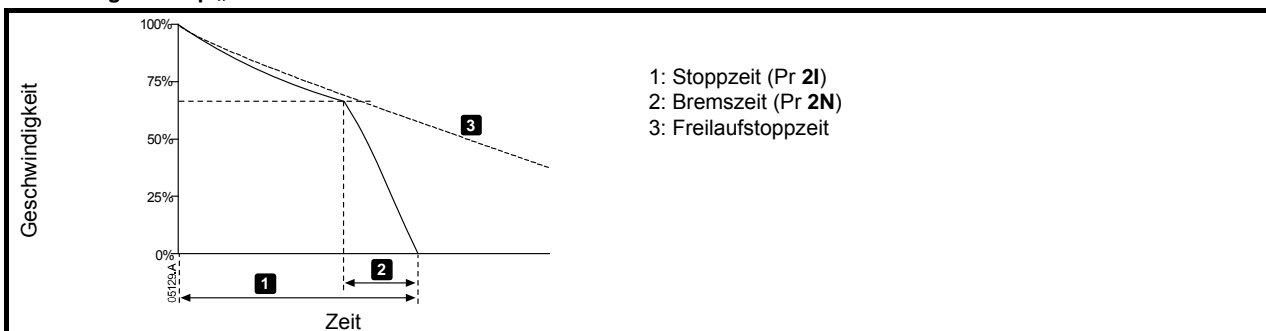 100%
75%
50%
25%
0%
Geschwindigkeit
3
1
2
05129.A
Zeit
1: Stoppzeit (Pr 2I)
2: Bremszeit (Pr 2N)
3: Freilaufstoppzeit